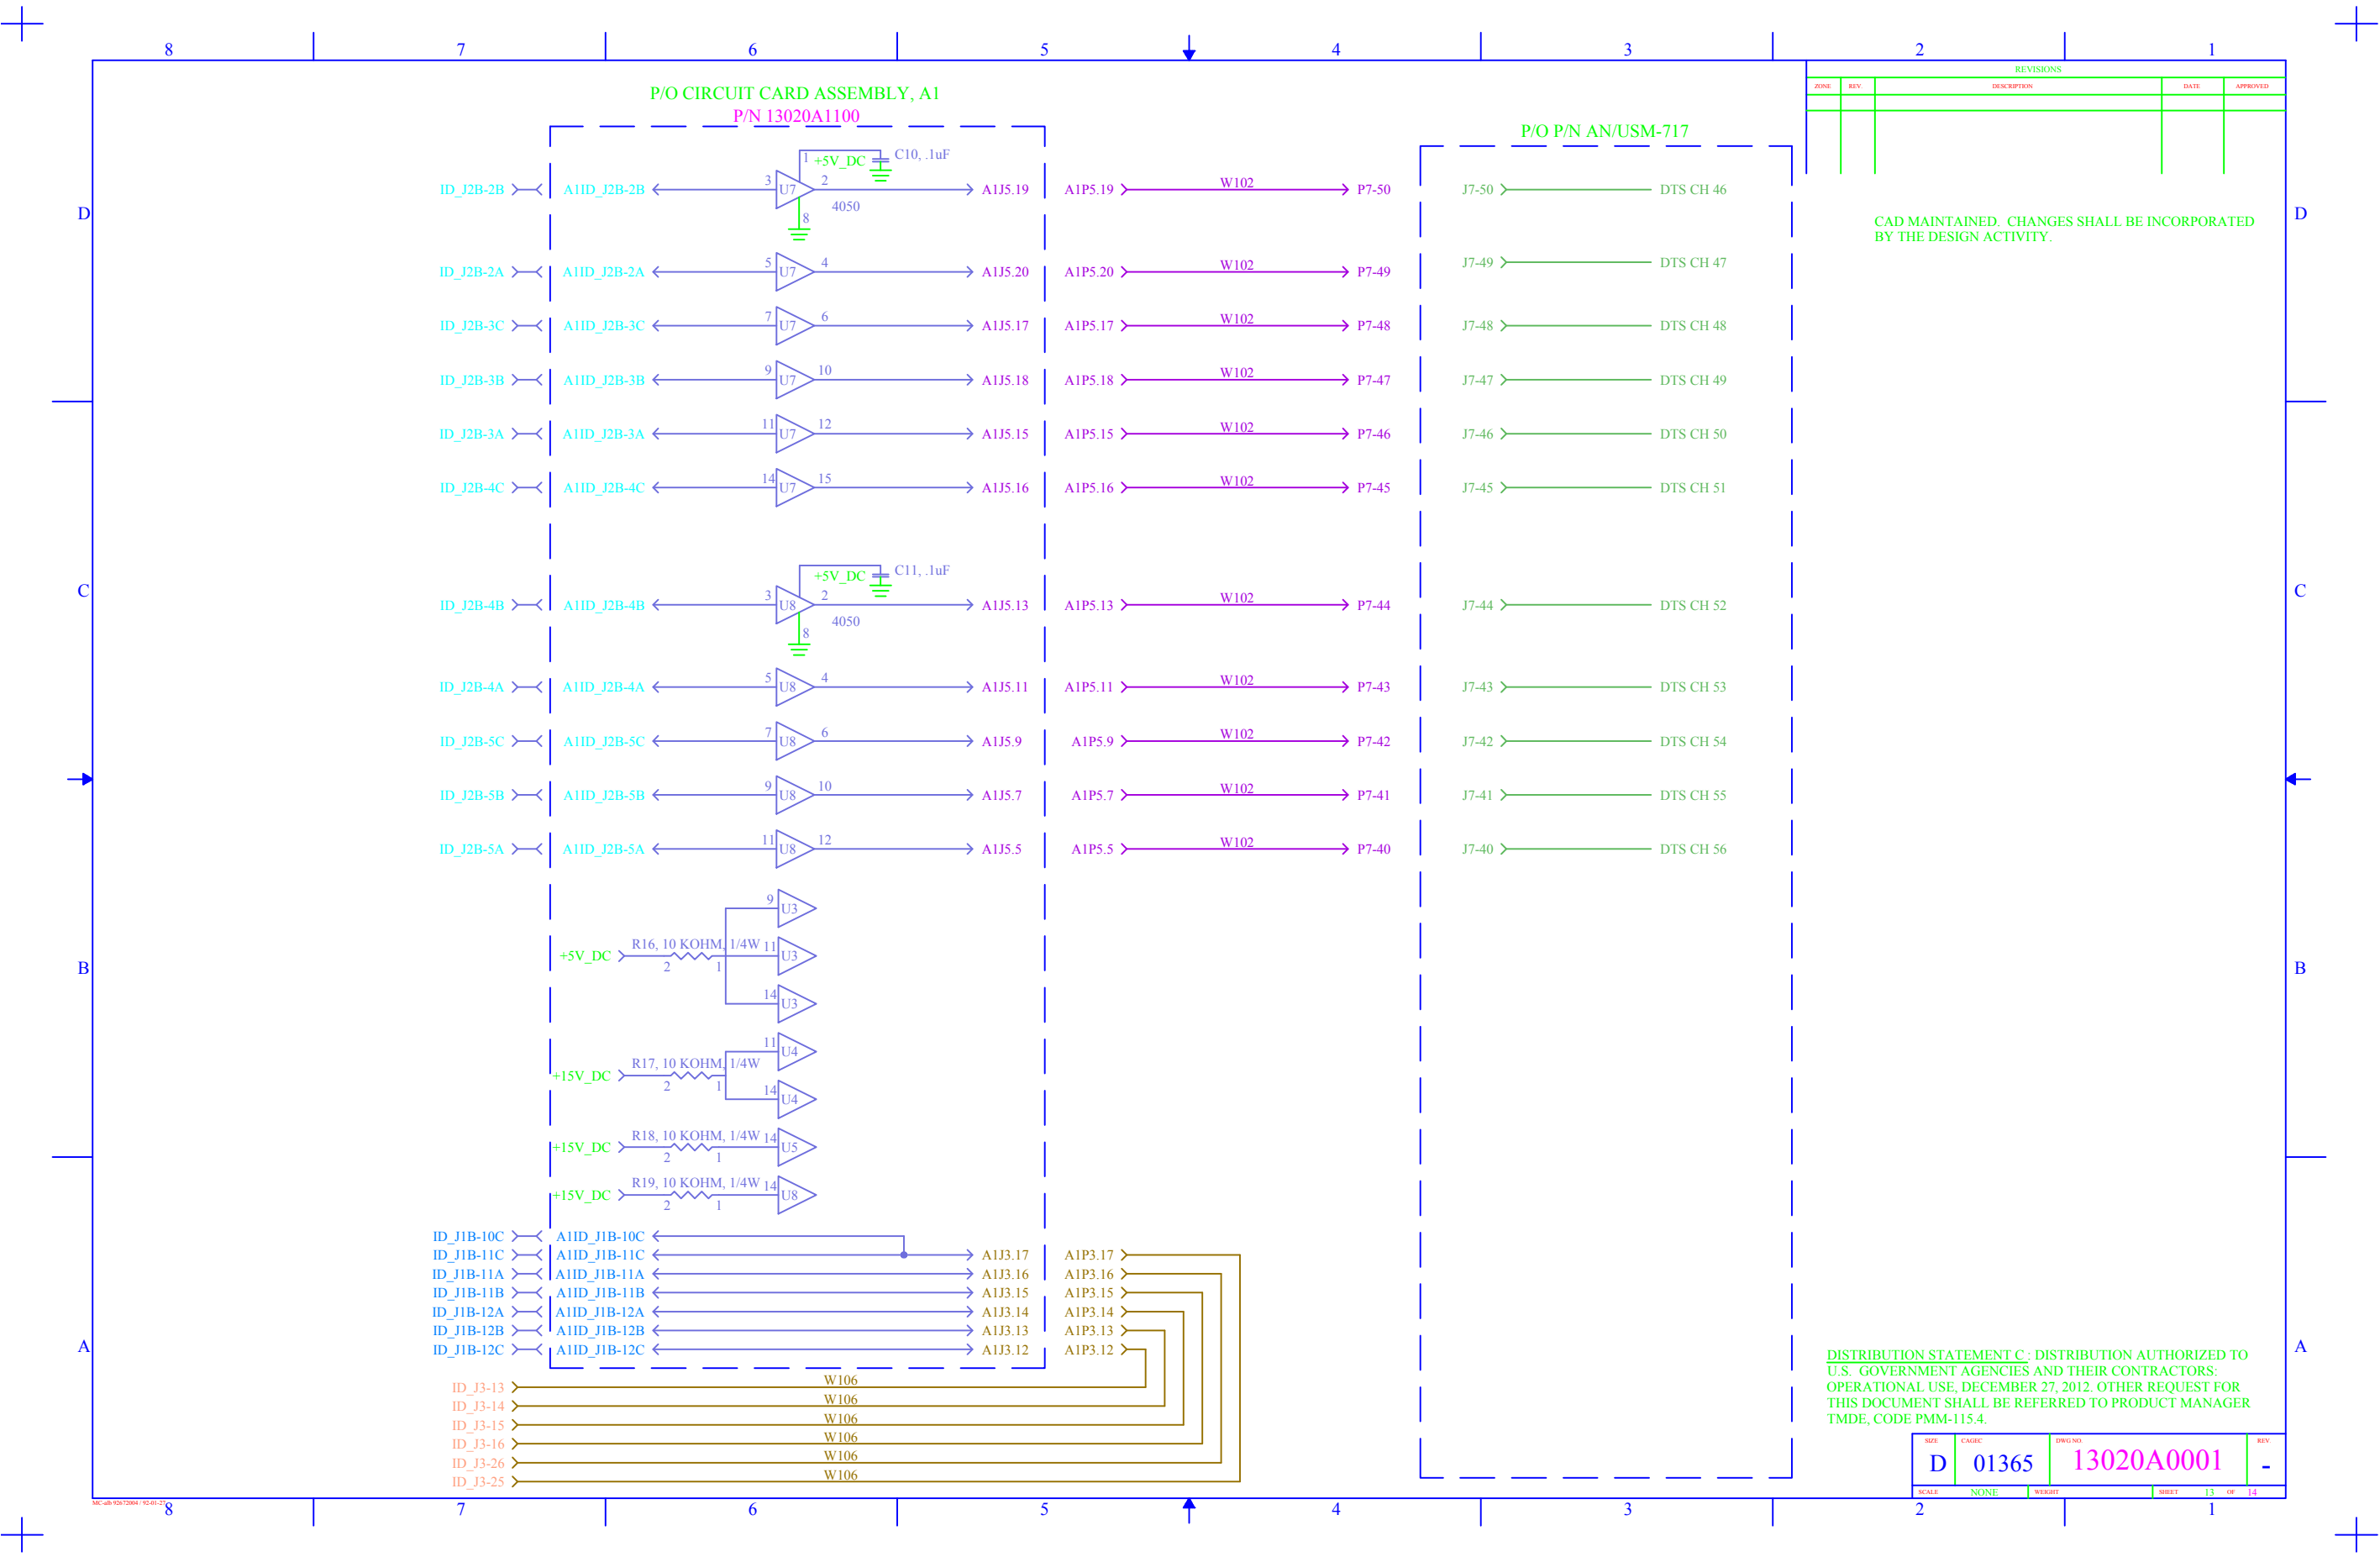 8 7 6 5 4 3 2 1
REVISIONS
ZONE REV. DESCRIPTION DATE APPROVED
P/O CIRCUIT CARD ASSEMBLY, A1
P/N 13020A1100
P/O P/N AN/USM-717
1 +5V_DC C10, .1uF
ID_J2B-2B A1ID_J2B-2B 3 U7 2 A1J5.19 A1P5.19 W102 P7-50 J7-50 DTS CH 46
4050
8
D D
CAD MAINTAINED. CHANGES SHALL BE INCORPORATED
BY THE DESIGN ACTIVITY.
ID_J2B-2A A1ID_J2B-2A 5 U7 4 A1J5.20 A1P5.20 W102 P7-49 J7-49 DTS CH 47
ID_J2B-3C A1ID_J2B-3C 7 U7 6 A1J5.17 A1P5.17 W102 P7-48 J7-48 DTS CH 48
ID_J2B-3B A1ID_J2B-3B 9 U7 10 A1J5.18 A1P5.18 W102 P7-47 J7-47 DTS CH 49
ID_J2B-3A A1ID_J2B-3A 11 U7 12 A1J5.15 A1P5.15 W102 P7-46 J7-46 DTS CH 50
ID_J2B-4C A1ID_J2B-4C 14 U7 15 A1J5.16 A1P5.16 W102 P7-45 J7-45 DTS CH 51
+5V_DC C11, .1uF
C C
ID_J2B-4B A1ID_J2B-4B 3 U8 2 A1J5.13 A1P5.13 W102 P7-44 J7-44 DTS CH 52
4050
8
ID_J2B-4A A1ID_J2B-4A 5 U8 4 A1J5.11 A1P5.11 W102 P7-43 J7-43 DTS CH 53
ID_J2B-5C A1ID_J2B-5C 7 U8 6 A1J5.9 A1P5.9 W102 P7-42 J7-42 DTS CH 54
ID_J2B-5B A1ID_J2B-5B 9 U8 10 A1J5.7 A1P5.7 W102 P7-41 J7-41 DTS CH 55
ID_J2B-5A A1ID_J2B-5A 11 U8 12 A1J5.5 A1P5.5 W102 P7-40 J7-40 DTS CH 56
9 U3
R16, 10 KOHM, 1/4W 11
+5V_DC 2 1 U3
B B
14 U3
11 U4
R17, 10 KOHM, 1/4W
+15V_DC 2 1
14 U4
R18, 10 KOHM, 1/4W 14
+15V_DC 2 1 U5
R19, 10 KOHM, 1/4W 14
+15V_DC 2 1 U8
ID_J1B-10C A1ID_J1B-10C
ID_J1B-11C A1ID_J1B-11C A1J3.17 A1P3.17
ID_J1B-11A A1ID_J1B-11A A1J3.16 A1P3.16
ID_J1B-11B A1ID_J1B-11B A1J3.15 A1P3.15
ID_J1B-12A A1ID_J1B-12A A1J3.14 A1P3.14
ID_J1B-12B A1ID_J1B-12B A1J3.13 A1P3.13
ID_J1B-12C A1ID_J1B-12C A1J3.12 A1P3.12
A A
ID_J3-13 W106
ID_J3-14 W106
ID_J3-15 W106
ID_J3-16 W106
ID_J3-26 W106
ID_J3-25 W106
DISTRIBUTION STATEMENT C : DISTRIBUTION AUTHORIZED TO
U.S. GOVERNMENT AGENCIES AND THEIR CONTRACTORS:
OPERATIONAL USE, DECEMBER 27, 2012. OTHER REQUEST FOR
THIS DOCUMENT SHALL BE REFERRED TO PRODUCT MANAGER
TMDE, CODE PMM-115.4.
SIZE CAGEC DWG NO. REV
D 01365 13020A0001 -
SCALE NONE WEIGHT SHEET 13 OF 14
MC-alb 92672004 / 92-01-27
8 7 6 5 4 3 2 1